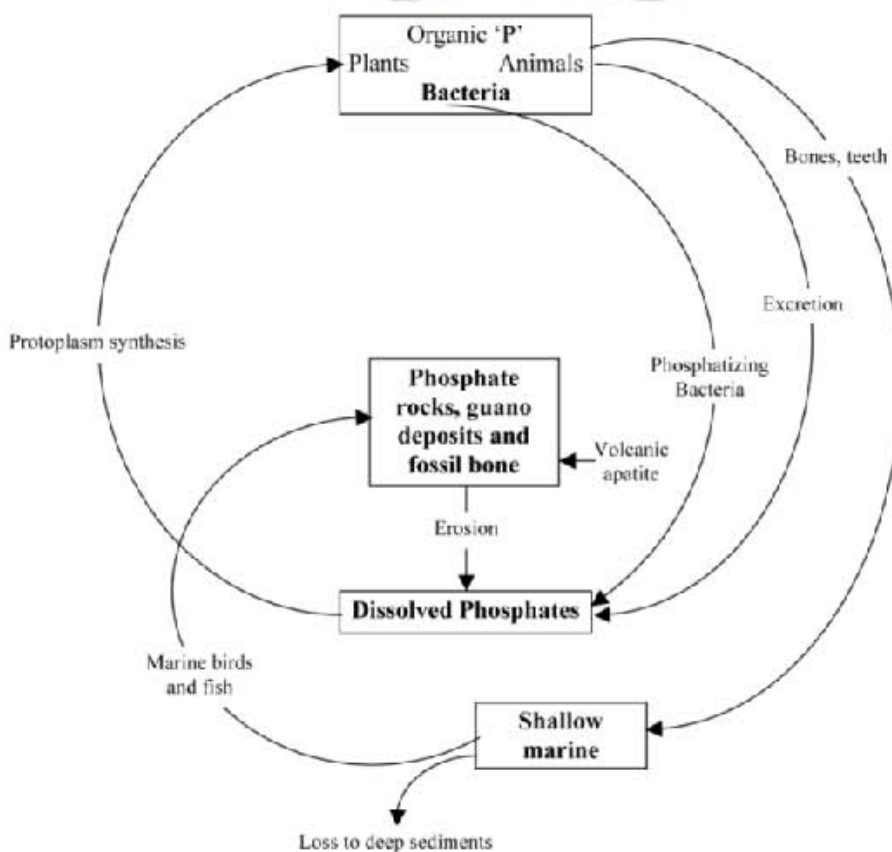 Organic 'P'
Plants Animals
Bacteria
Bones, teeth
Excretion
Protoplasm synthesis
Phosphatizing
Bacteria
Phosphate
rocks, guano
deposits and
fossil bone
Volcanic
apatite
Erosion
Dissolved Phosphates
Marine birds
and fish
Shallow
marine
Loss to deep sediments